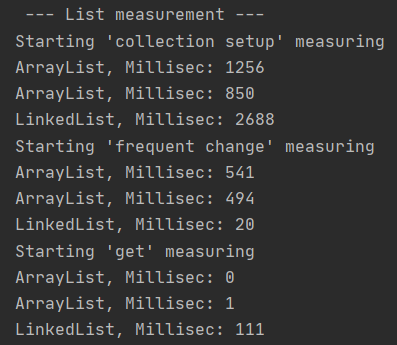 --- List measurement ---
Starting 'collection setup' measuring
ArrayList, Millisec: 1256
ArrayList, Millisec: 850
LinkedList, Millisec: 2688
Starting 'frequent change' measuring
ArrayList, Millisec: 541
ArrayList, Millisec: 494
LinkedList, Millisec: 20
Starting 'get' measuring
ArrayList, Millisec: 0
ArrayList, Millisec: 1
LinkedList, Millisec: 111